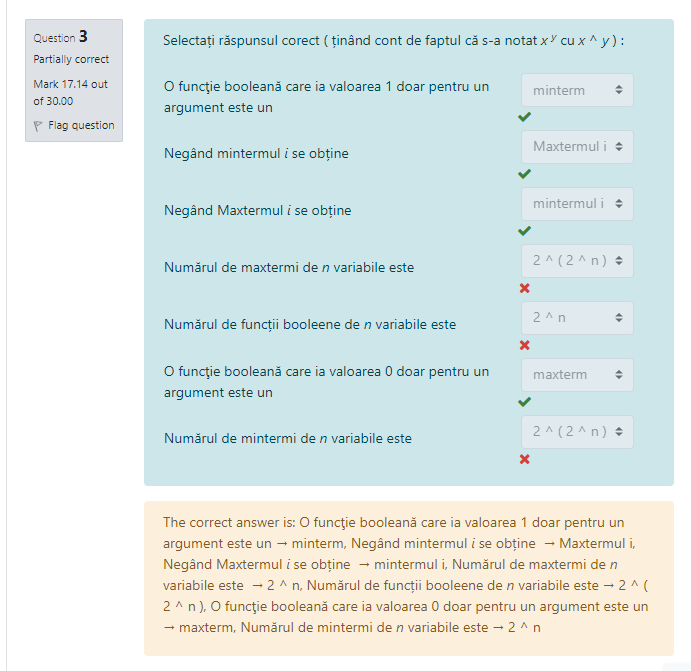 Question 3
Partially correct
Mark 17.14 out
of 30.00
Flag question
Selectați răspunsul corect ( ținând cont de faptul că s-a notat x ʸ cu x ^ y ) :
O funcţie booleană care ia valoarea 1 doar pentru un
argument este un
minterm
Negând mintermul i se obține
Maxtermul i
Negând Maxtermul i se obține
mintermul i
Numărul de maxtermi de n variabile este
2 ^ ( 2 ^ n )
Numărul de funcții booleene de n variabile este
2 ^ n
O funcţie booleană care ia valoarea 0 doar pentru un
argument este un
maxterm
Numărul de mintermi de n variabile este
2 ^ ( 2 ^ n )
The correct answer is: O funcţie booleană care ia valoarea 1 doar pentru un
argument este un → minterm, Negând mintermul i se obține → Maxtermul i,
Negând Maxtermul i se obține → mintermul i, Numărul de maxtermi de n
variabile este → 2 ^ n, Numărul de funcții booleene de n variabile este → 2 ^ (
2 ^ n ), O funcţie booleană care ia valoarea 0 doar pentru un argument este un
→ maxterm, Numărul de mintermi de n variabile este → 2 ^ n